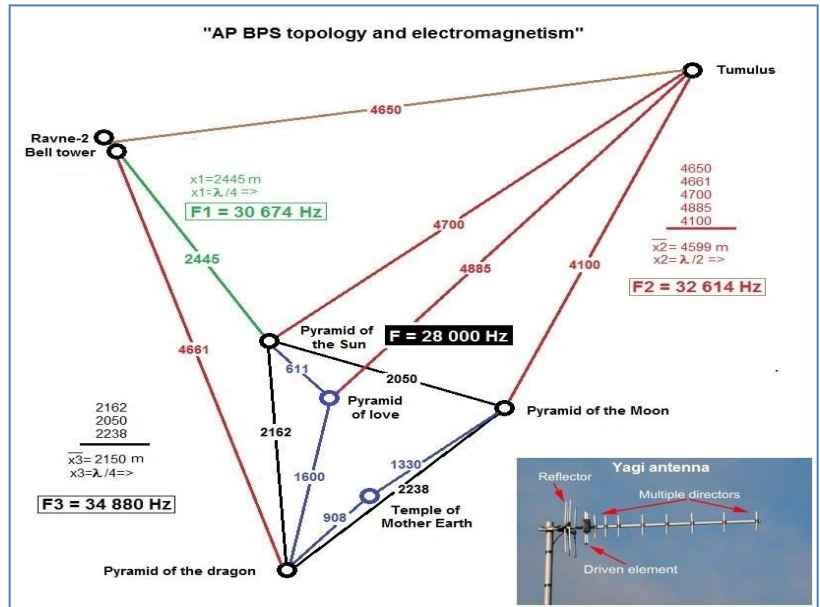 "AP BPS topology and electromagnetism"
Tumulus
4650
Ravne-2
Bell tower
x1=2445 m
x1=λ/4 =>
F1 = 30 674 Hz
4650
4661
4700
4885
4100
x2= 4599 m
x2= λ/2 =>
F2 = 32 614 Hz
4700
4885
4100
2445
4661
Pyramid of
the Sun
F = 28 000 Hz
611
2050
Pyramid
of love
Pyramid of the Moon
2162
2050
2238
x3= 2150 m
x3=λ/4=>
F3 = 34 880 Hz
2162
1600
1330
2238
908
Temple of
Mother Earth
Pyramid of the dragon
Yagi antenna
Reflector
Multiple directors
Driven element